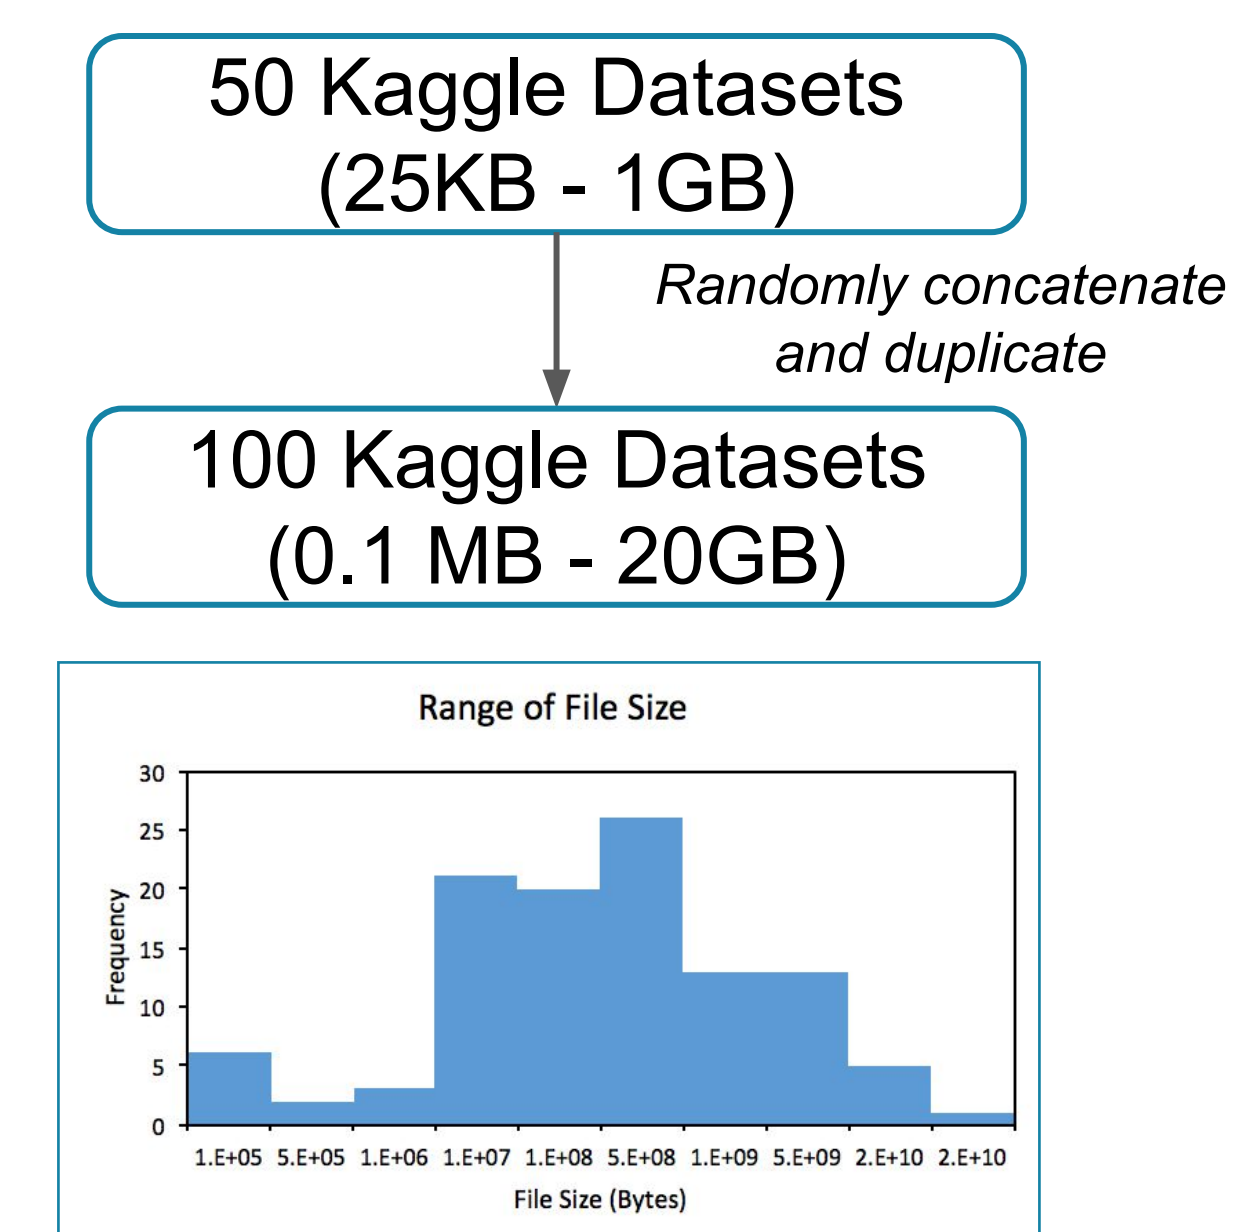 50 Kaggle Datasets
(25KB - 1GB)
Randomly concatenate
and duplicate
100 Kaggle Datasets
(0.1 MB - 20GB)
Range of File Size
30
25
20
15
10
5
0
Frequency
1.E+05 5.E+05 1.E+06 1.E+07 1.E+08 5.E+08 1.E+09 5.E+09 2.E+10 2.E+10
File Size (Bytes)